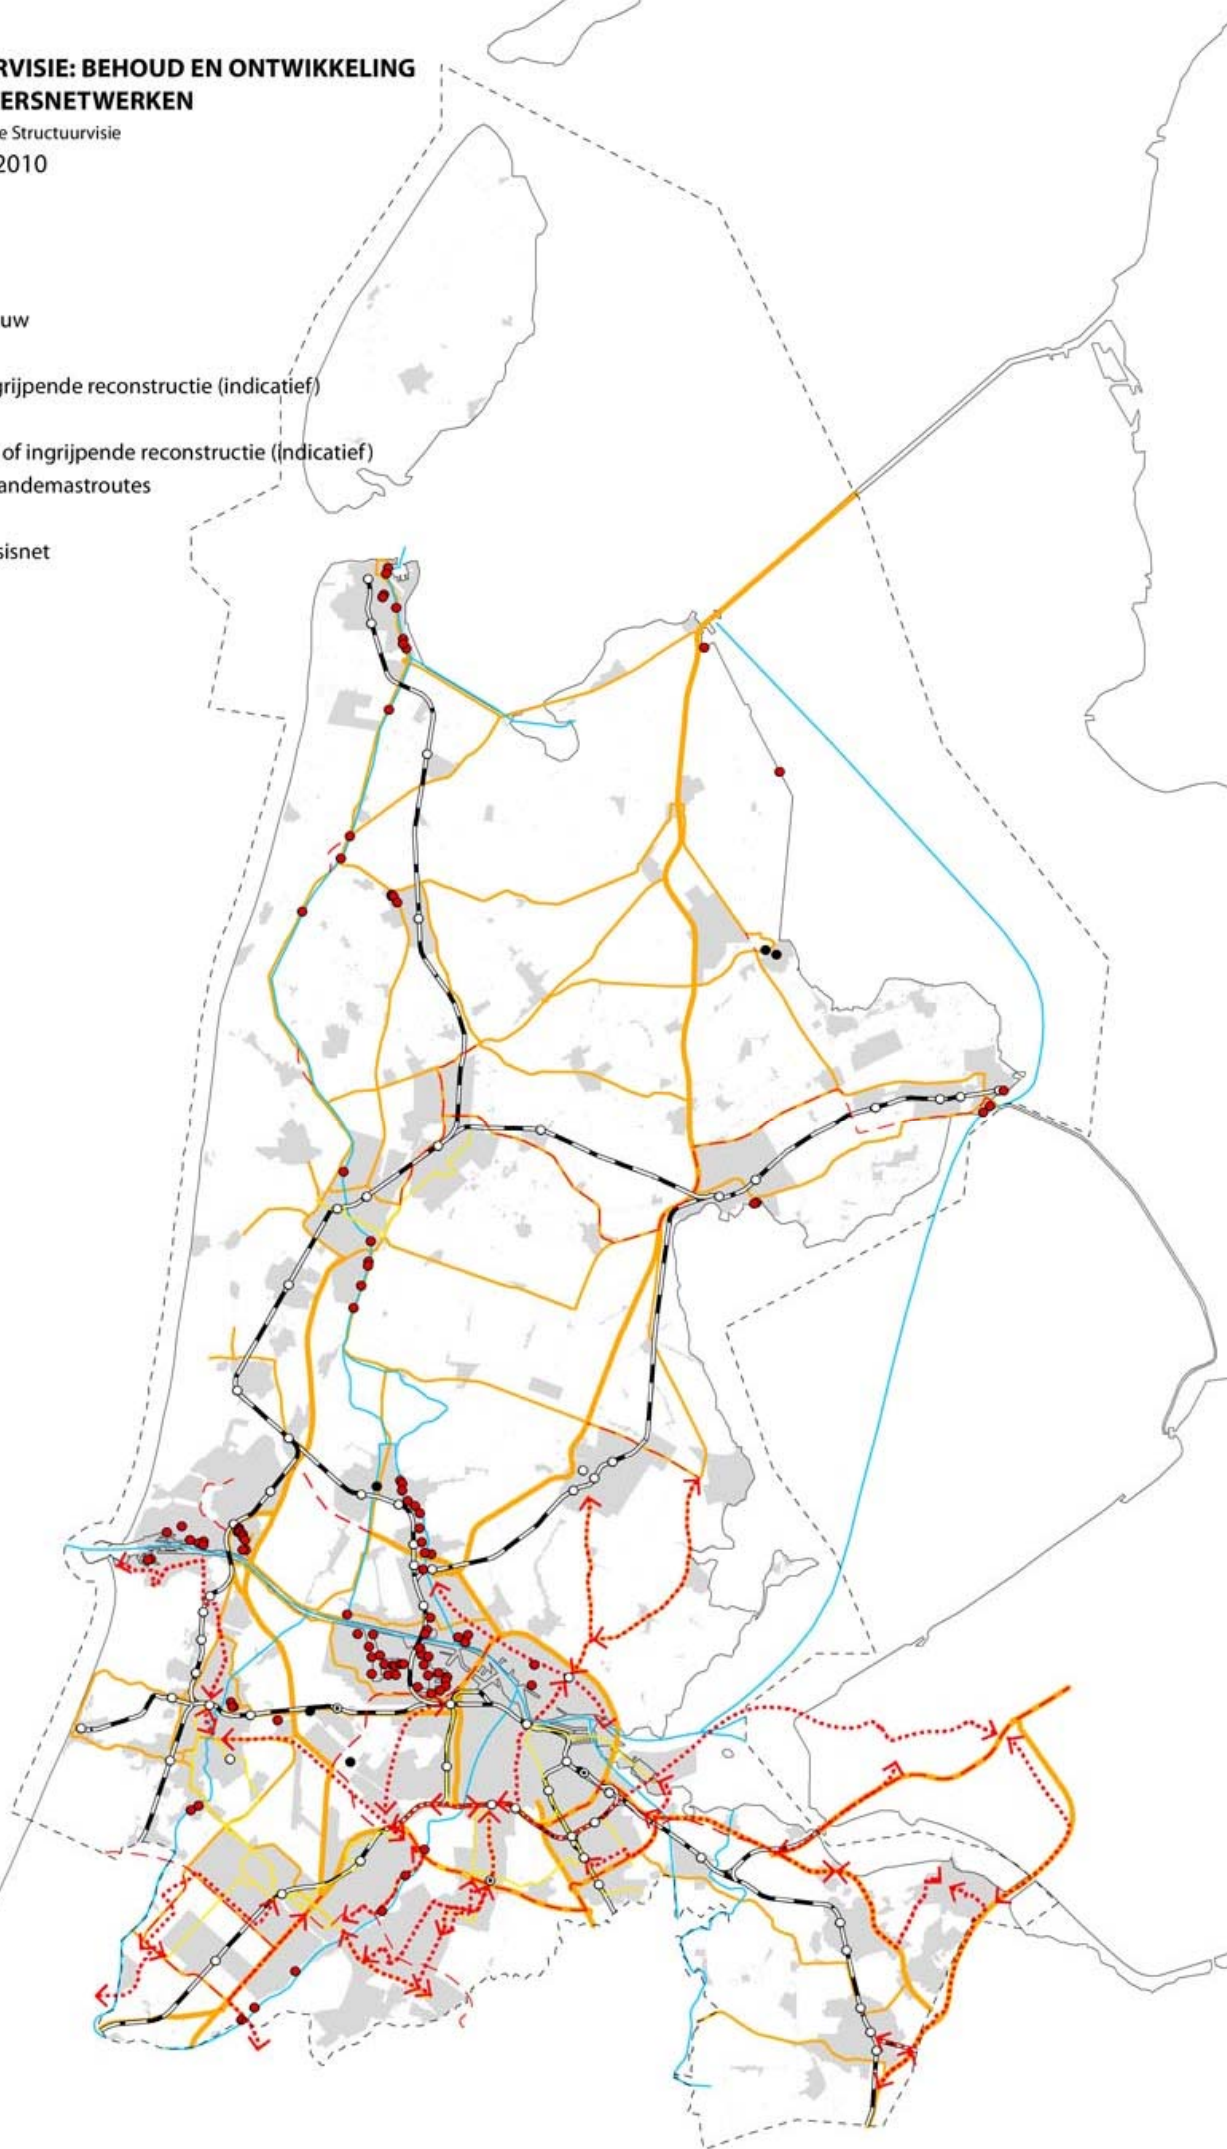 RVISIE: BEHOUD EN ONTWIKKELING
ERSNETWERKEN
e Structuurvisie
2010
uw
grijpende reconstructie (indicatief)
of ingrijpende reconstructie (indicatief)
andemastroutes
sisnet